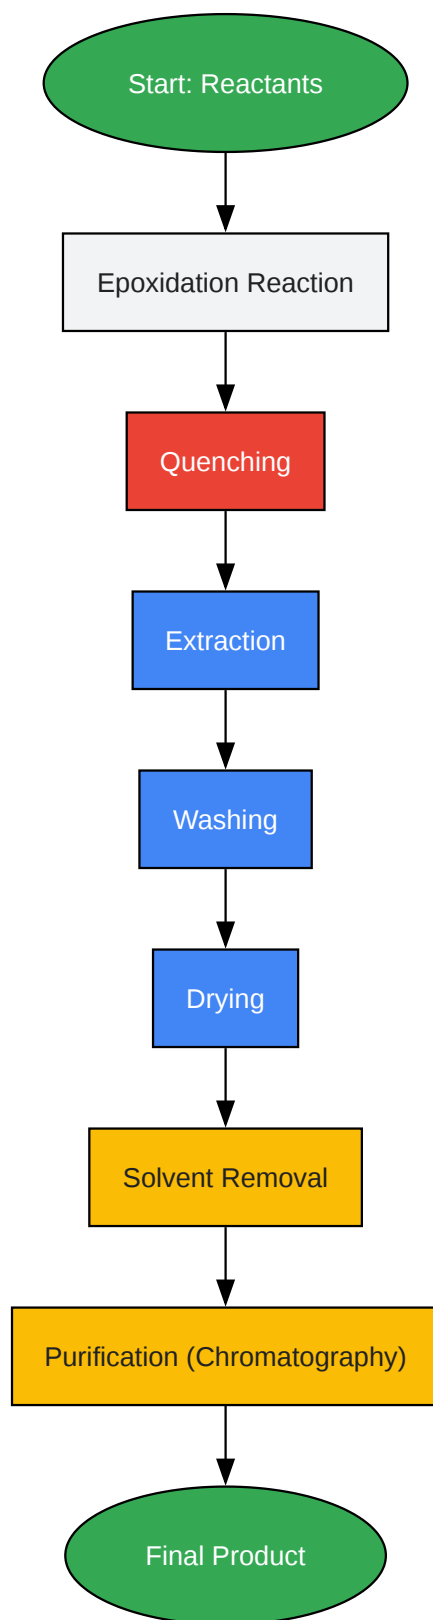 Start: Reactants
Epoxidation Reaction
Quenching
Extraction
Washing
Drying
Solvent Removal
Purification (Chromatography)
Final Product